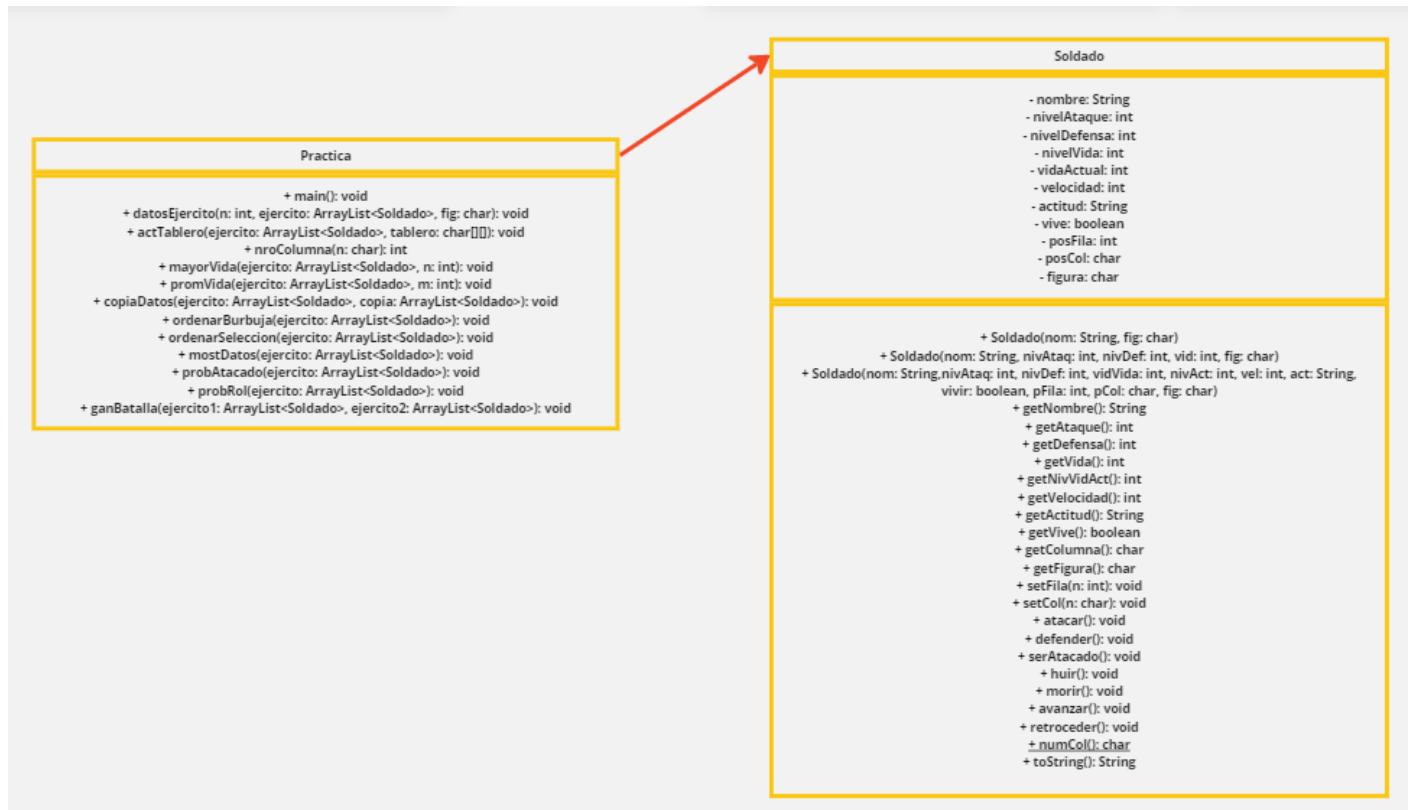 Practica
+ main(): void
+ datosEjercito(n: int, ejercito: ArrayList<Soldado>, fig: char): void
+ actTablero(ejercito: ArrayList<Soldado>, tablero: char[][]): void
+ nroColumna(n: char): int
+ mayorVida(ejercito: ArrayList<Soldado>, n: int): void
+ promVida(ejercito: ArrayList<Soldado>, m: int): void
+ copiaDatos(ejercito: ArrayList<Soldado>, copia: ArrayList<Soldado>): void
+ ordenarBurbuja(ejercito: ArrayList<Soldado>): void
+ ordenarSeleccion(ejercito: ArrayList<Soldado>): void
+ mostDatos(ejercito: ArrayList<Soldado>): void
+ probAtacado(ejercito: ArrayList<Soldado>): void
+ probRol(ejercito: ArrayList<Soldado>): void
+ ganBatalla(ejercito1: ArrayList<Soldado>, ejercito2: ArrayList<Soldado>): void
Soldado
- nombre: String
- nivelAtaque: int
- nivelDefensa: int
- nivelVida: int
- vidaActual: int
- velocidad: int
- actitud: String
- vive: boolean
- posFila: int
- posCol: char
- figura: char
+ Soldado(nom: String, fig: char)
+ Soldado(nom: String, nivAtaq: int, nivDef: int, vid: int, fig: char)
+ Soldado(nom: String,nivAtaq: int, nivDef: int, vidVida: int, nivAct: int, vel: int, act: String,
vivir: boolean, pFila: int, pCol: char, fig: char)
+ getNombre(): String
+ getAtaque(): int
+ getDefensa(): int
+ getVida(): int
+ getNivVidAct(): int
+ getVelocidad(): int
+ getActitud(): String
+ getVive(): boolean
+ getColumna(): char
+ getFigura(): char
+ setFila(n: int): void
+ setCol(n: char): void
+ atacar(): void
+ defender(): void
+ serAtacado(): void
+ huir(): void
+ morir(): void
+ avanzar(): void
+ retroceder(): void
+ numCol(): char
+ toString(): String